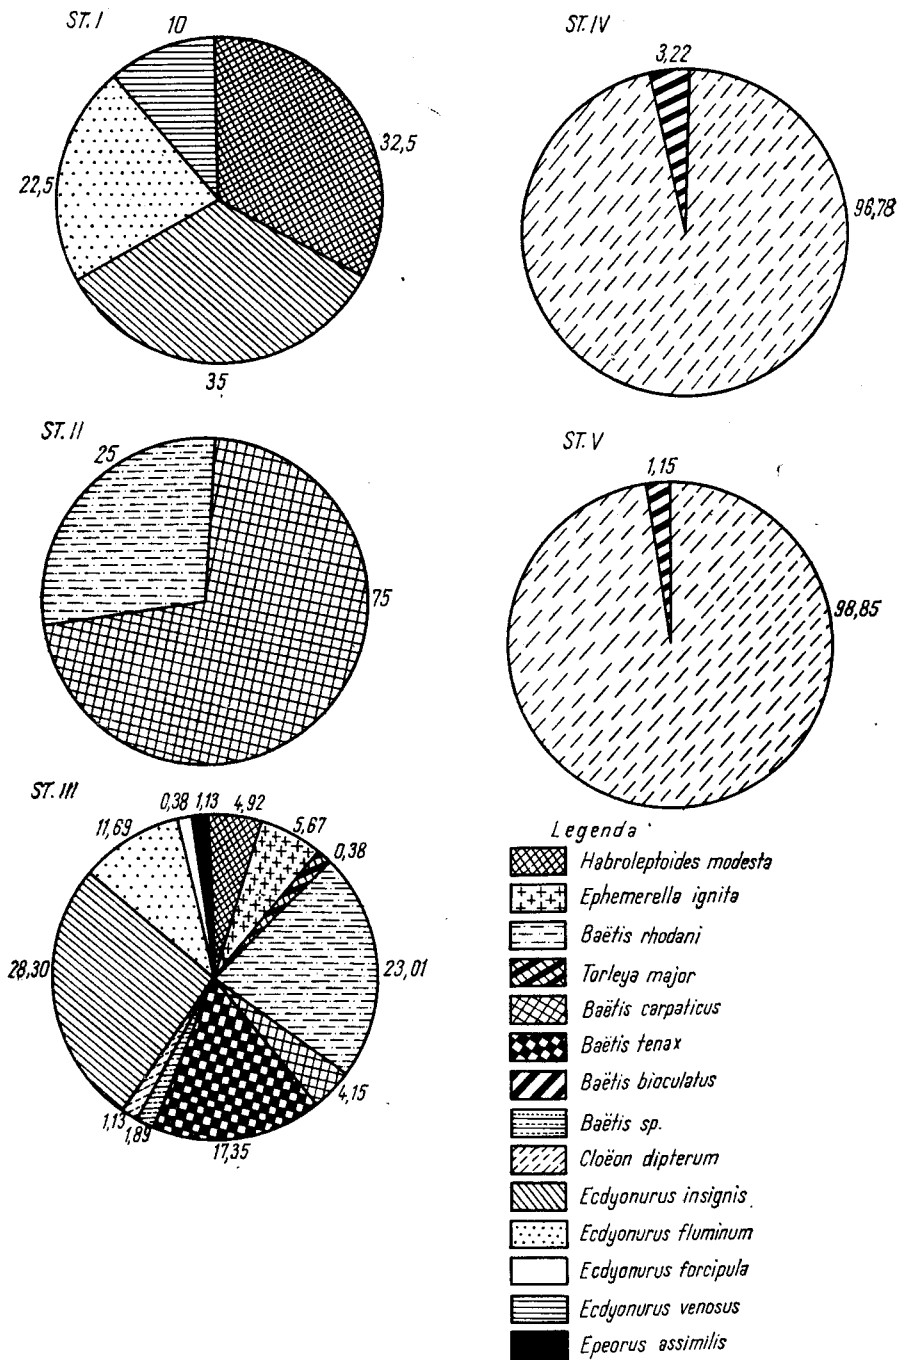 ST. I
10
32,5
22,5
35
ST. IV
3,22
96,78
ST. II
25
75
ST. V
1,15
98,85
ST. III
0,38
1,13
4,92
5,67
0,38
11,69
28,30
23,01
4,15
1,13
1,89
17,35
Legenda
Habroleptoides modesta
Ephemerella ignita
Baëtis rhodani
Torleya major
Baëtis carpaticus
Baëtis tenax
Baëtis bioculatus
Baëtis sp.
Cloëon dipterum
Ecdyonurus insignis
Ecdyonurus fluminum
Ecdyonurus forcipula
Ecdyonurus venosus
Epeorus assimilis